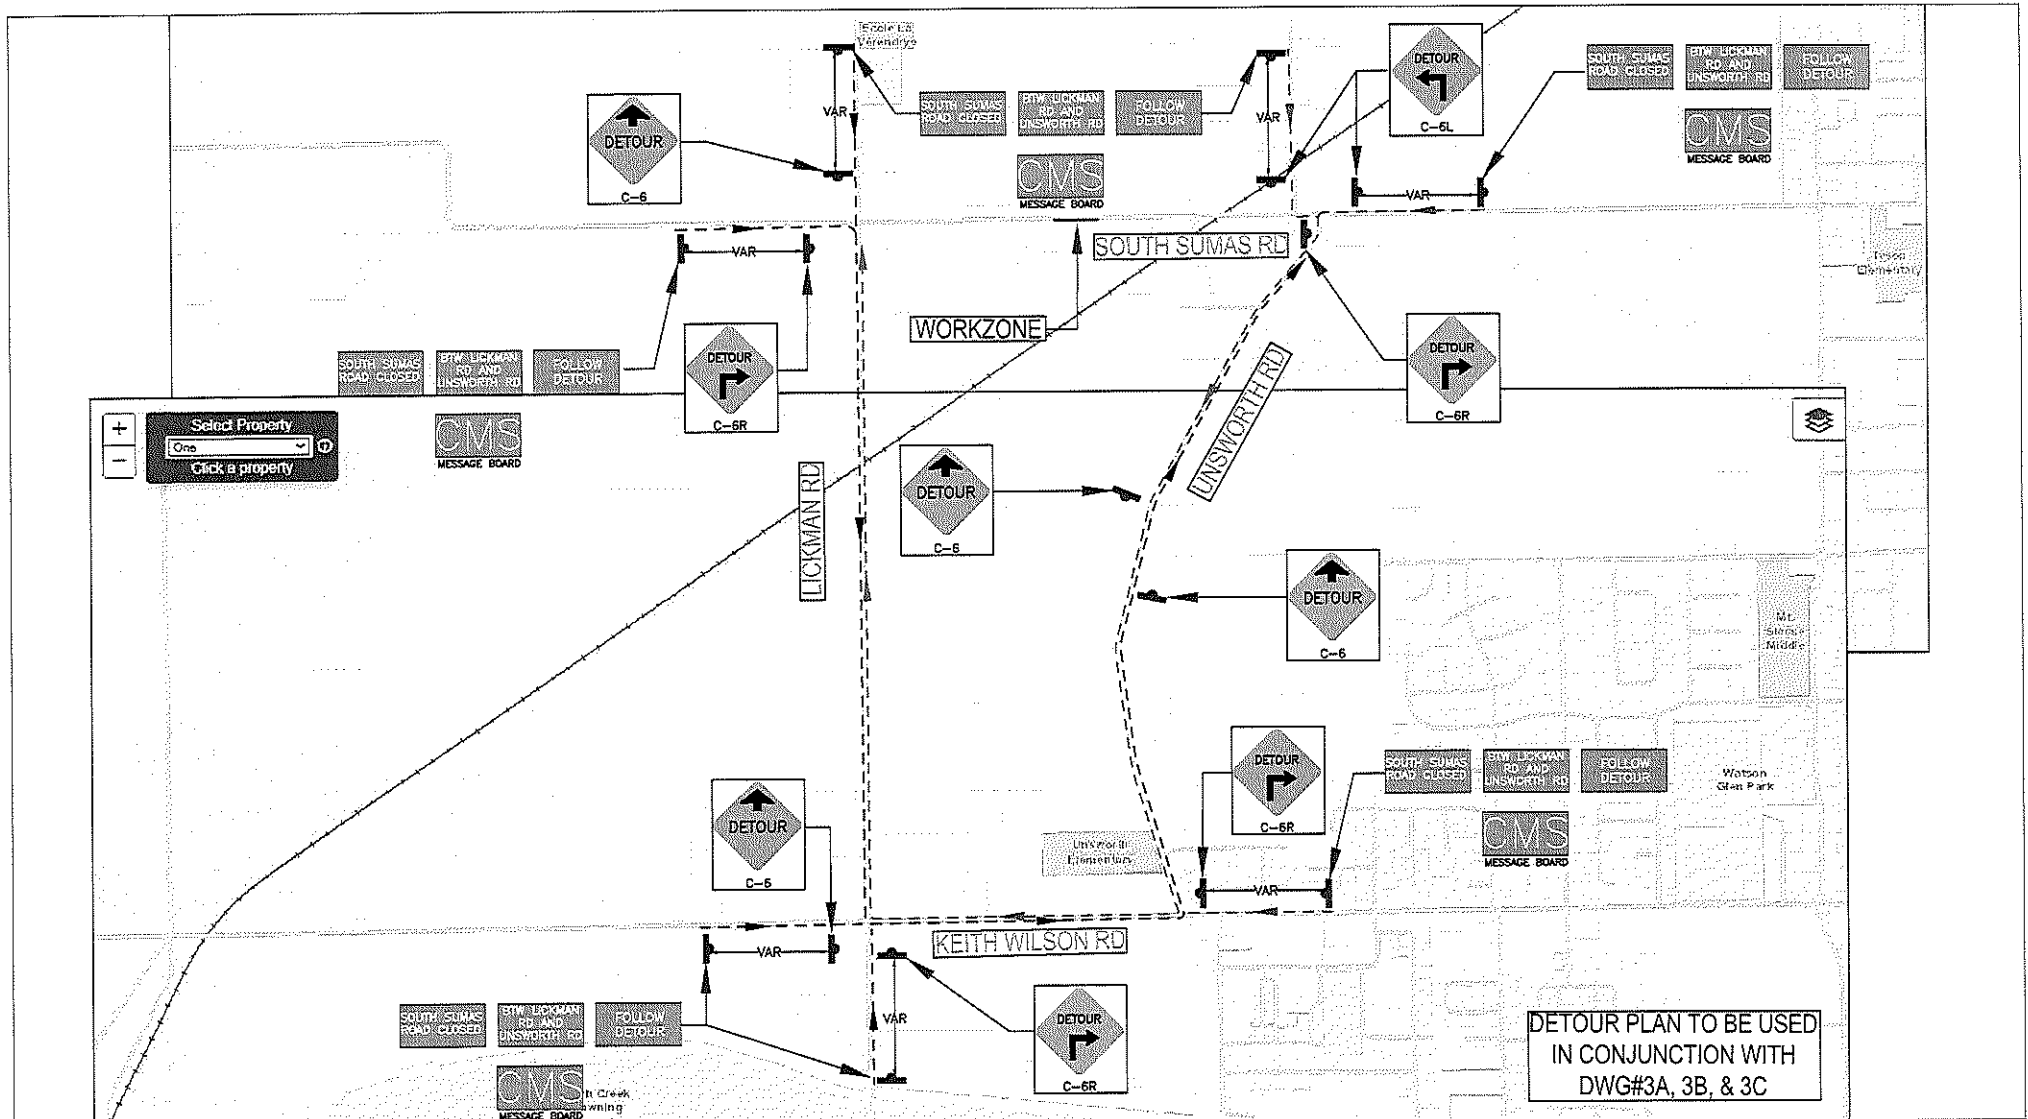 Ecole La
Verendrye
DETOUR
C-6L
SOUTH SUMAS
ROAD CLOSED
BTW LICKMAN
RD AND
UNSWORTH RD
FOLLOW
DETOUR
CMS
MESSAGE BOARD
DETOUR
C-6
VAR
SOUTH SUMAS
ROAD CLOSED
BTW LICKMAN
RD AND
UNSWORTH RD
FOLLOW
DETOUR
CMS
MESSAGE BOARD
VAR
VAR
SOUTH SUMAS RD
VAR
WORKZONE
Elementary
DETOUR
C-6R
DETOUR
C-6R
SOUTH SUMAS
ROAD CLOSED
BTW LICKMAN
RD AND
UNSWORTH RD
FOLLOW
DETOUR
CMS
MESSAGE BOARD
+
−
Select Property
One
Click a property
LICKMAN RD
UNSWORTH RD
DETOUR
C-6
DETOUR
C-6
Middle
DETOUR
C-6
DETOUR
C-6R
SOUTH SUMAS
ROAD CLOSED
BTW LICKMAN
RD AND
UNSWORTH RD
FOLLOW
DETOUR
CMS
MESSAGE BOARD
Watson
Glen Park
Unsworth
Elementary
VAR
KEITH WILSON RD
VAR
VAR
SOUTH SUMAS
ROAD CLOSED
BTW LICKMAN
RD AND
UNSWORTH RD
FOLLOW
DETOUR
CMS
MESSAGE BOARD
Creek
DETOUR
C-6R
DETOUR PLAN TO BE USED
IN CONJUNCTION WITH
DWG#3A, 3B, & 3C